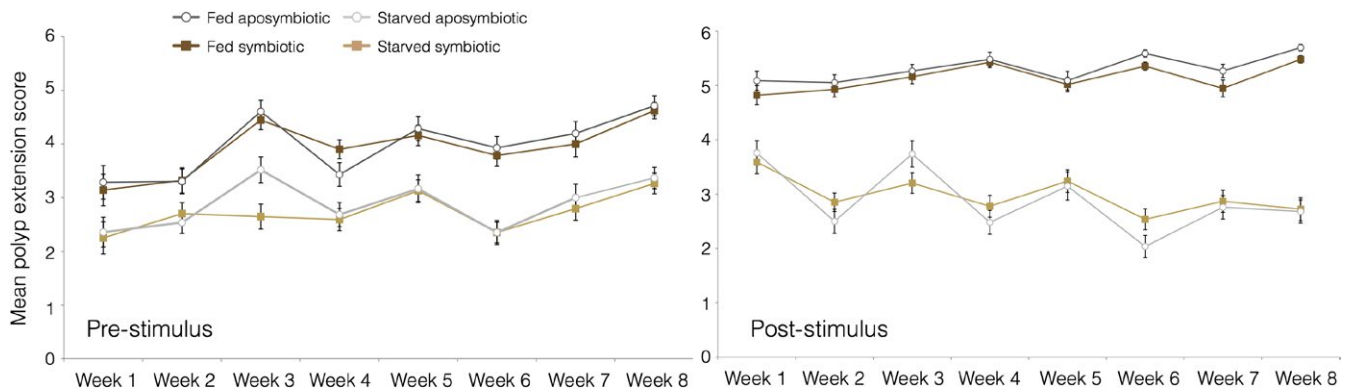 Fed aposymbiotic
Starved aposymbiotic
Fed symbiotic
Starved symbiotic
Mean polyp extension score
6
5
4
3
2
1
0
Pre-stimulus
Week 1 Week 2 Week 3 Week 4 Week 5 Week 6 Week 7 Week 8
6
5
4
3
2
1
0
Post-stimulus
Week 1 Week 2 Week 3 Week 4 Week 5 Week 6 Week 7 Week 8